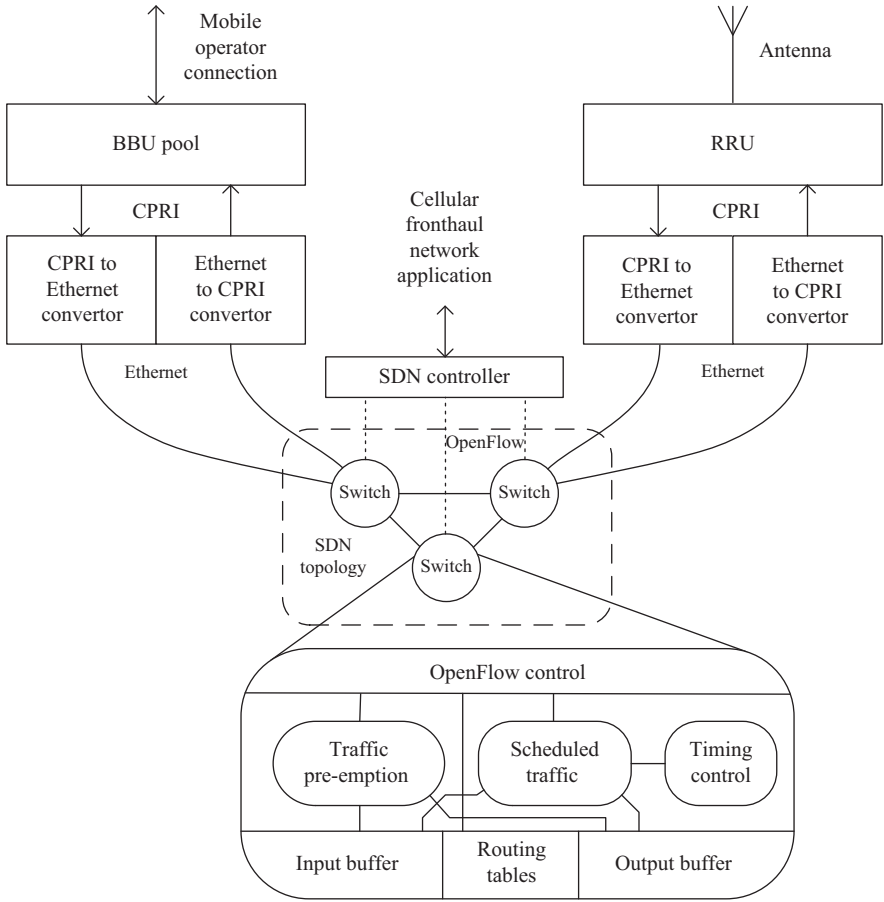 Mobile
operator
connection
Antenna
BBU pool
RRU
CPRI
CPRI
Cellular
fronthaul
network
application
CPRI to
Ethernet
convertor
Ethernet
to CPRI
convertor
CPRI to
Ethernet
convertor
Ethernet
to CPRI
convertor
Ethernet
SDN controller
Ethernet
OpenFlow
Switch
Switch
SDN
topology
Switch
OpenFlow control
Traffic
pre-emption
Scheduled
traffic
Timing
control
Input buffer
Routing
tables
Output buffer